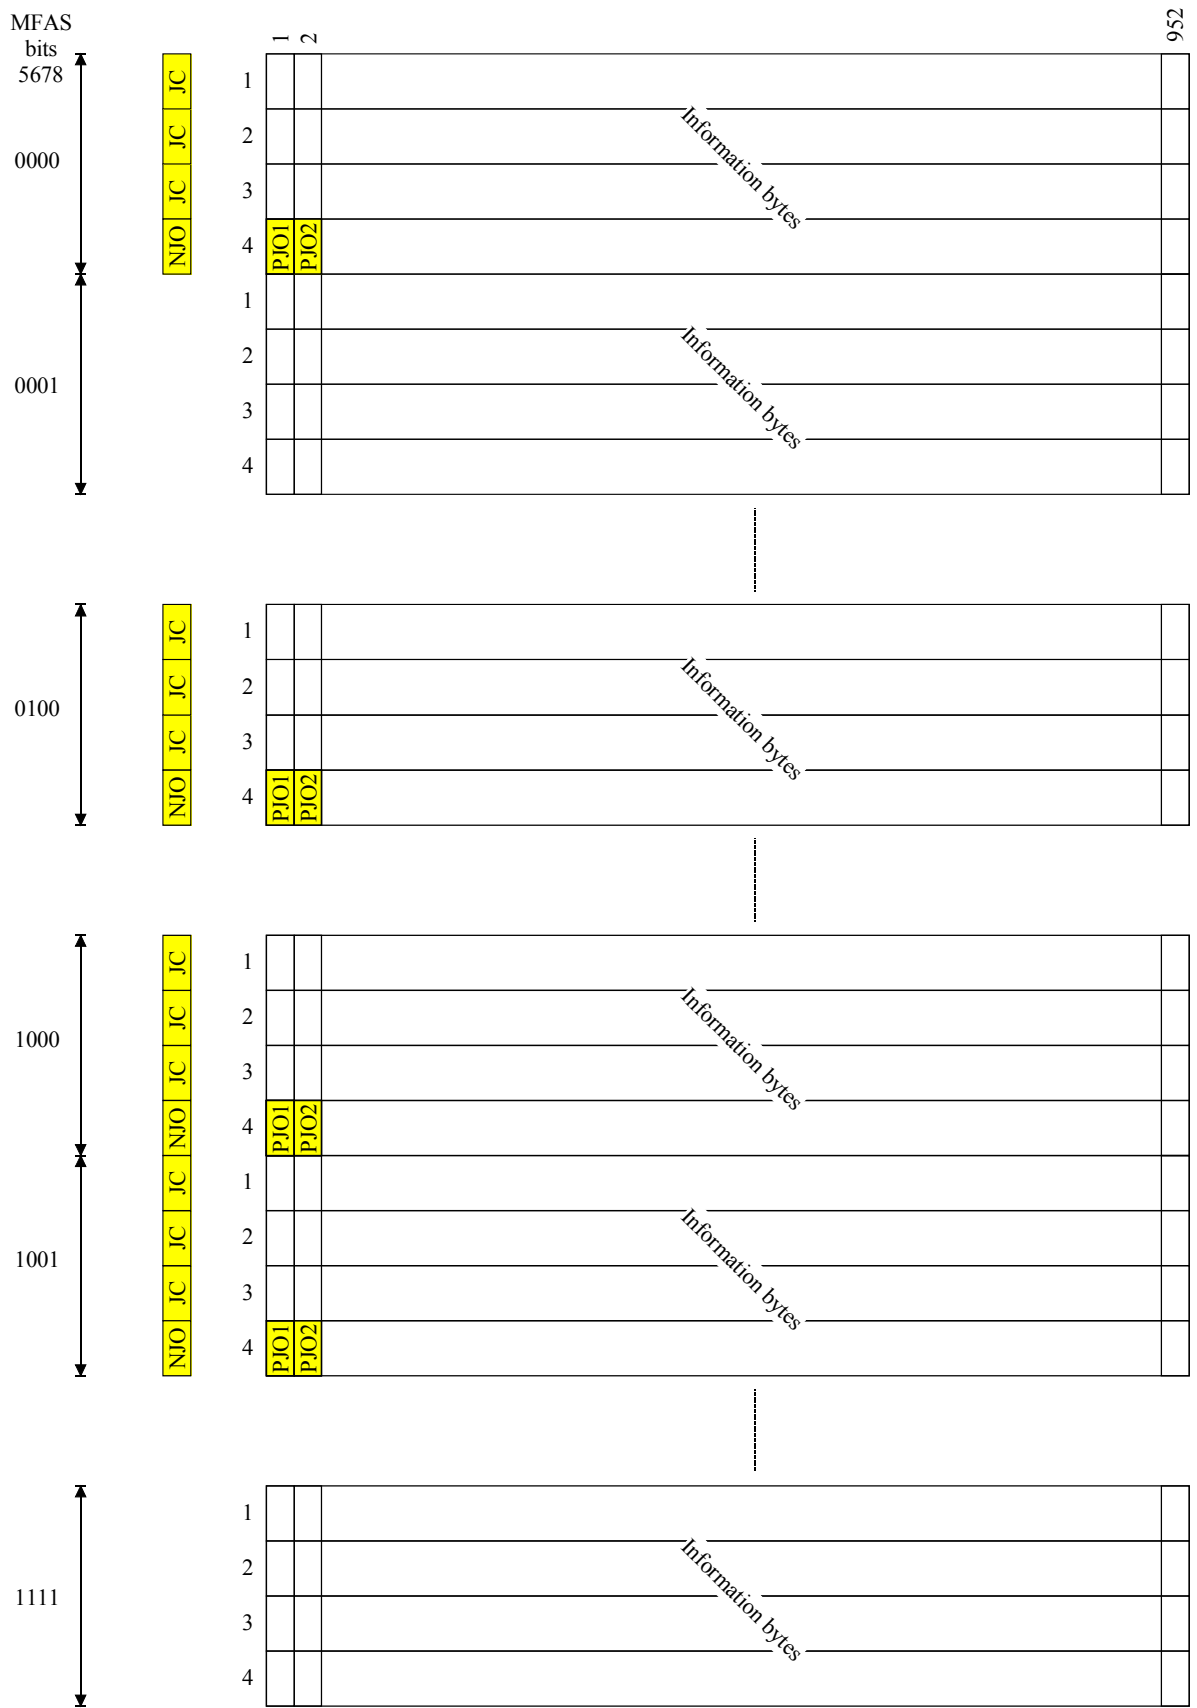 MFAS
bits
5678
1
2
952
0000
JC
1
JC
2
Information bytes
JC
3
NJO
4
PJO1
PJO2
0001
1
2
Information bytes
3
4
0100
JC
1
JC
2
Information bytes
JC
3
NJO
4
PJO1
PJO2
1000
JC
1
JC
2
Information bytes
JC
3
NJO
4
PJO1
PJO2
1001
JC
1
JC
2
Information bytes
JC
3
NJO
4
PJO1
PJO2
1111
1
2
Information bytes
3
4